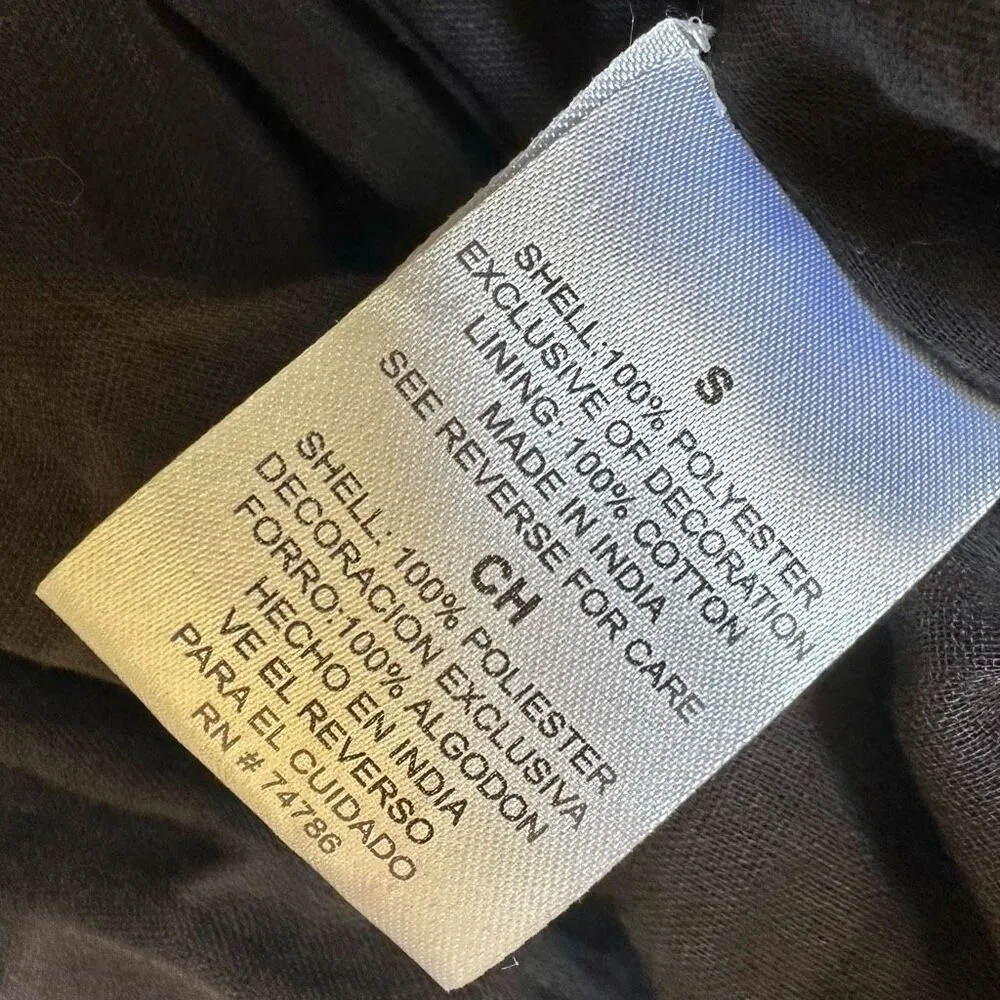 S
SHELL:100% POLYESTER
EXCLUSIVE OF DECORATION
LINING: 100% COTTON
MADE IN INDIA
SEE REVERSE FOR CARE
CH
SHELL: 100% POLIESTER
DECORACION EXCLUSIVA
FORRO:100% ALGODON
HECHO EN INDIA
VE EL REVERSO
PARA EL CUIDADO
RN # 74786